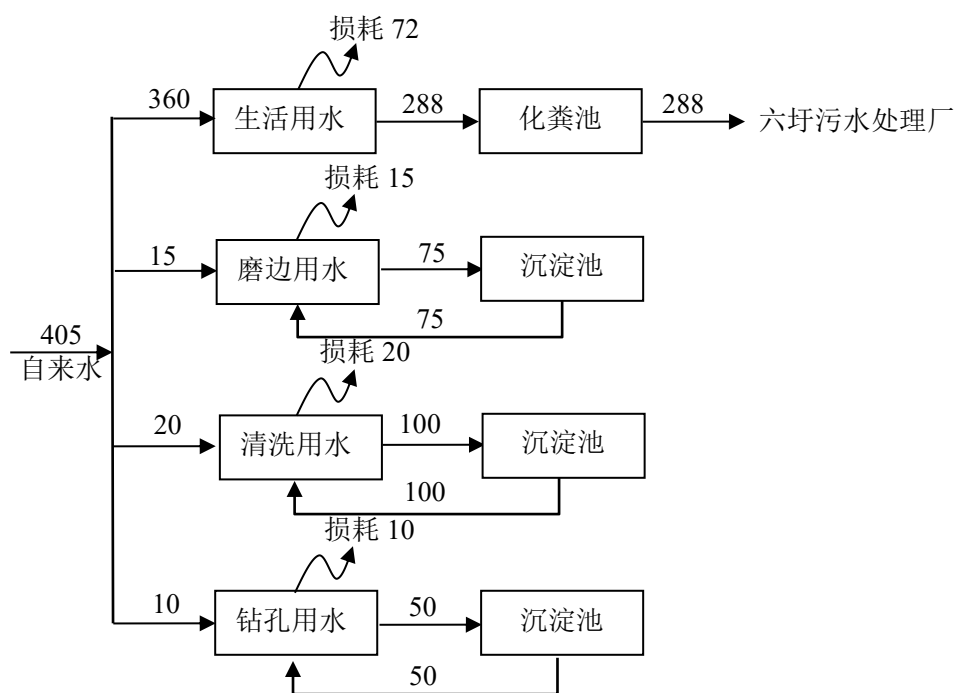 损耗 72
360
生活用水
288
化粪池
288
六圩污水处理厂
损耗 15
15
磨边用水
75
沉淀池
75
405
自来水
损耗 20
20
清洗用水
100
沉淀池
100
损耗 10
10
钻孔用水
50
沉淀池
50